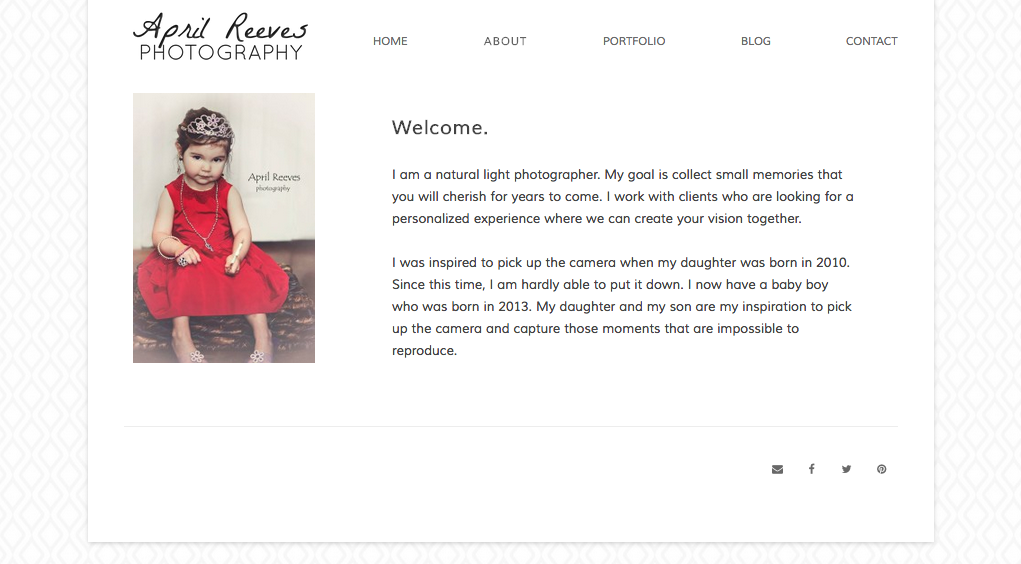 April Reeves
PHOTOGRAPHY
HOME
ABOUT
PORTFOLIO
BLOG
CONTACT
April Reeves
photography
Welcome.
I am a natural light photographer. My goal is collect small memories that
you will cherish for years to come. I work with clients who are looking for a
personalized experience where we can create your vision together.
I was inspired to pick up the camera when my daughter was born in 2010.
Since this time, I am hardly able to put it down. I now have a baby boy
who was born in 2013. My daughter and my son are my inspiration to pick
up the camera and capture those moments that are impossible to
reproduce.